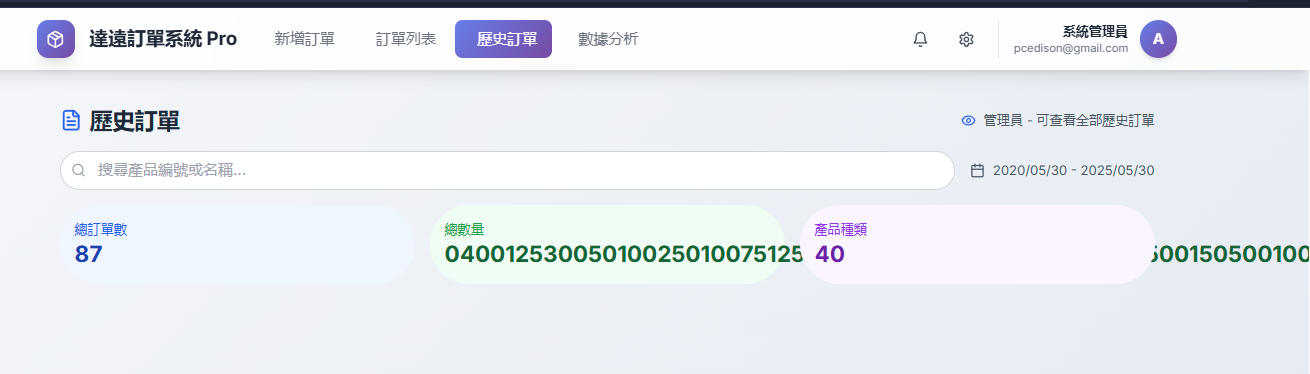 達遠訂單系統 Pro 新增訂單 訂單列表 歷史訂單 數據分析 系統管理員 A
pcedison@gmail.com
歷史訂單 管理員 - 可查看全部歷史訂單
搜尋產品編號或名稱... 2020/05/30 - 2025/05/30
總訂單數 總數量 產品種類
87 04001253005010025010075125 40 500150500100